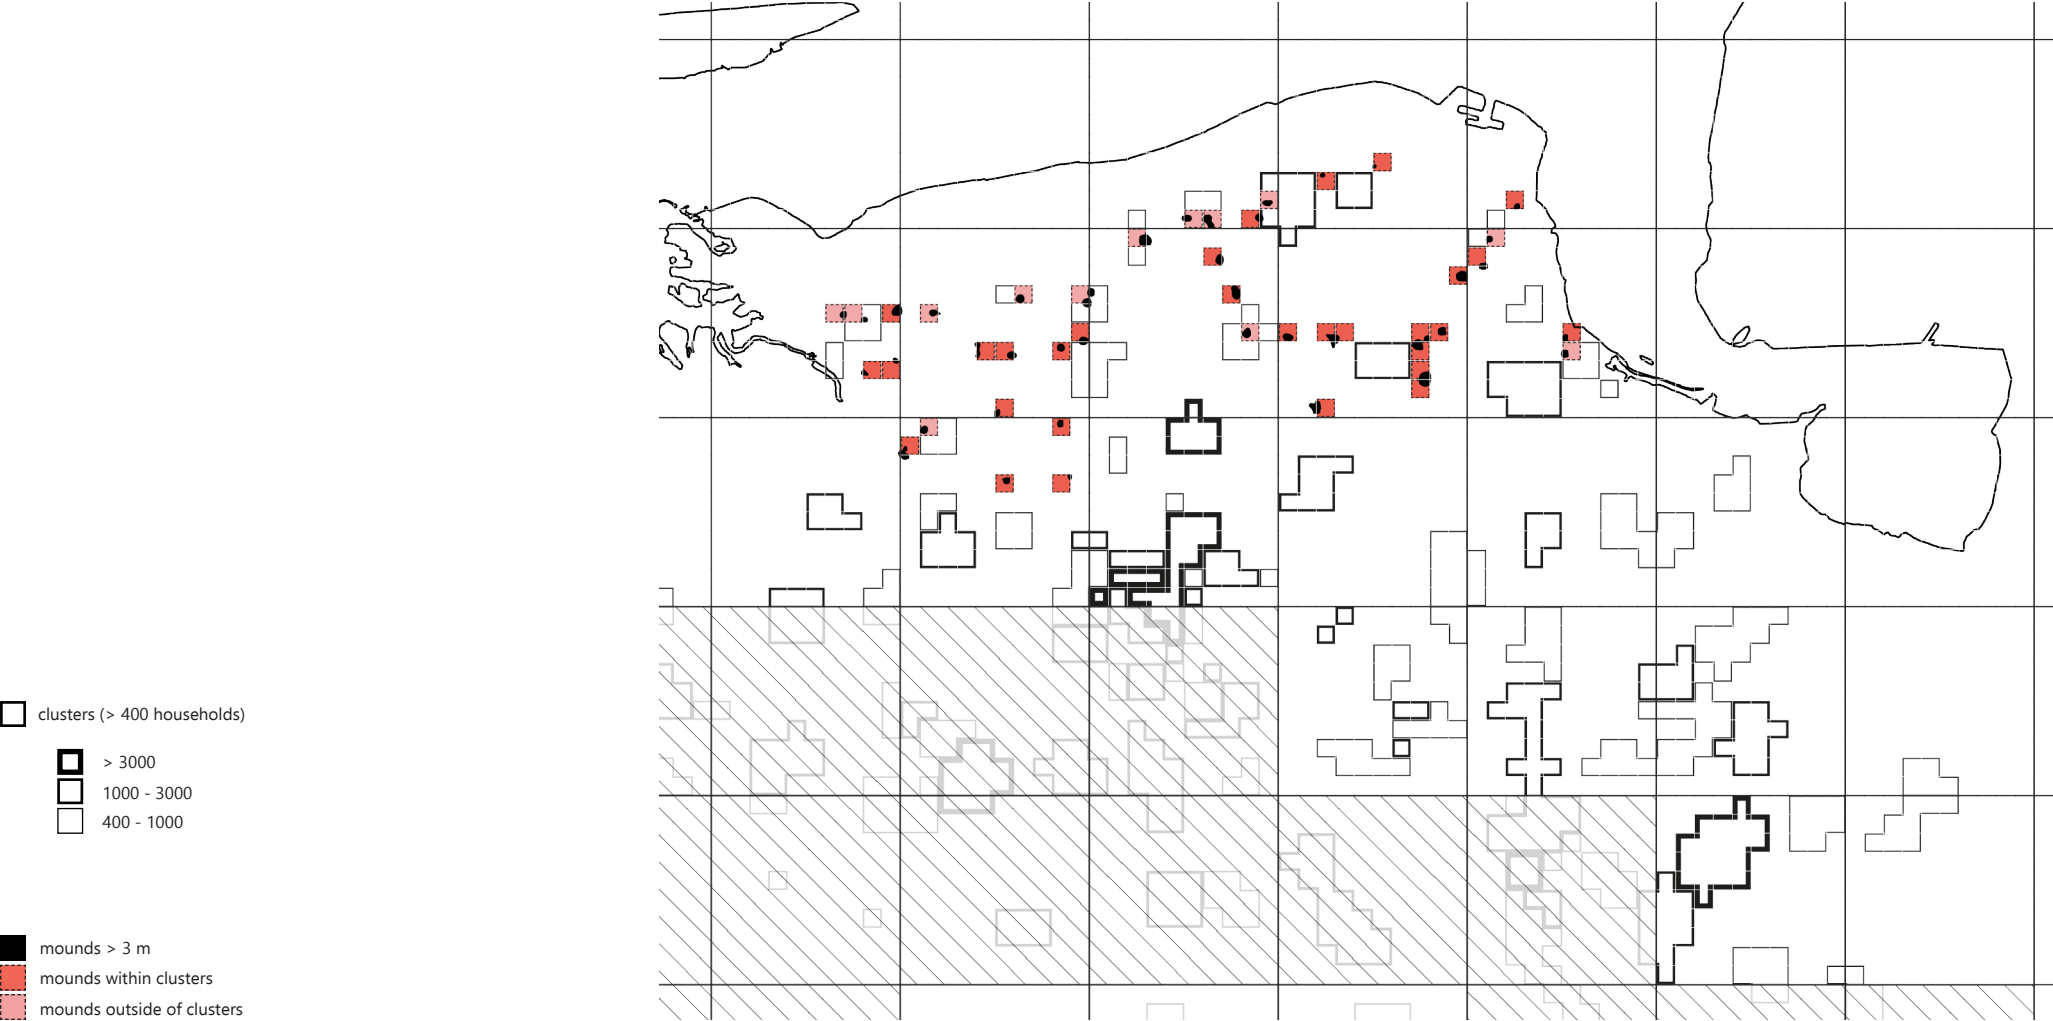 clusters (> 400 households)
> 3000
1000 - 3000
400 - 1000
mounds > 3 m
mounds within clusters
mounds outside of clusters